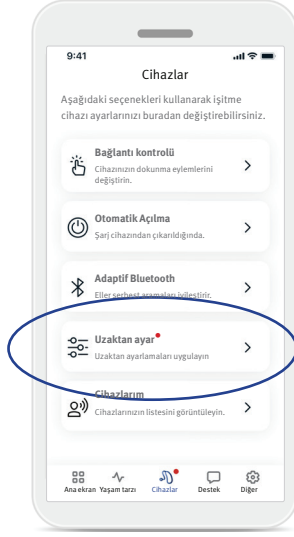 9:41
Cihazlar
Aşağıdaki seçenekleri kullanarak işitme
cihazı ayarlarınızı buradan değiştirebilirsiniz.
Bağlantı kontrolü
Cihazınızın dokunma eylemlerini
değiştirin.
Otomatik Açılma
Şarj cihazından çıkarıldığında.
Adaptif Bluetooth
Eller serbest aramaları iyileştirir.
Uzaktan ayar
Uzaktan ayarlamaları uygulayın
Cihazlarım
Cihazlarınızın listesini görüntüleyin.
Ana ekran Yaşam tarzı Cihazlar Destek Diğer